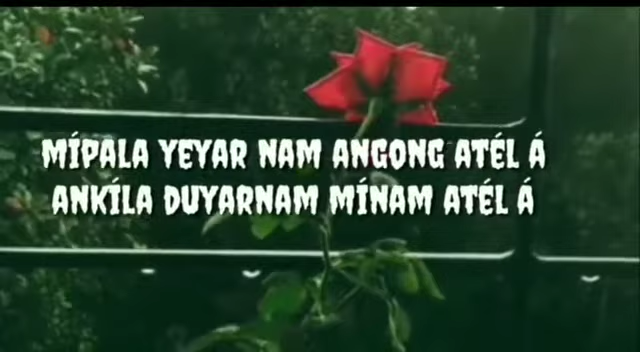 MÍPALA YEYAR NAM ANGONG ATÉL Á
ANKÍLA DUYARNAM MÍNAM ATÉL Á